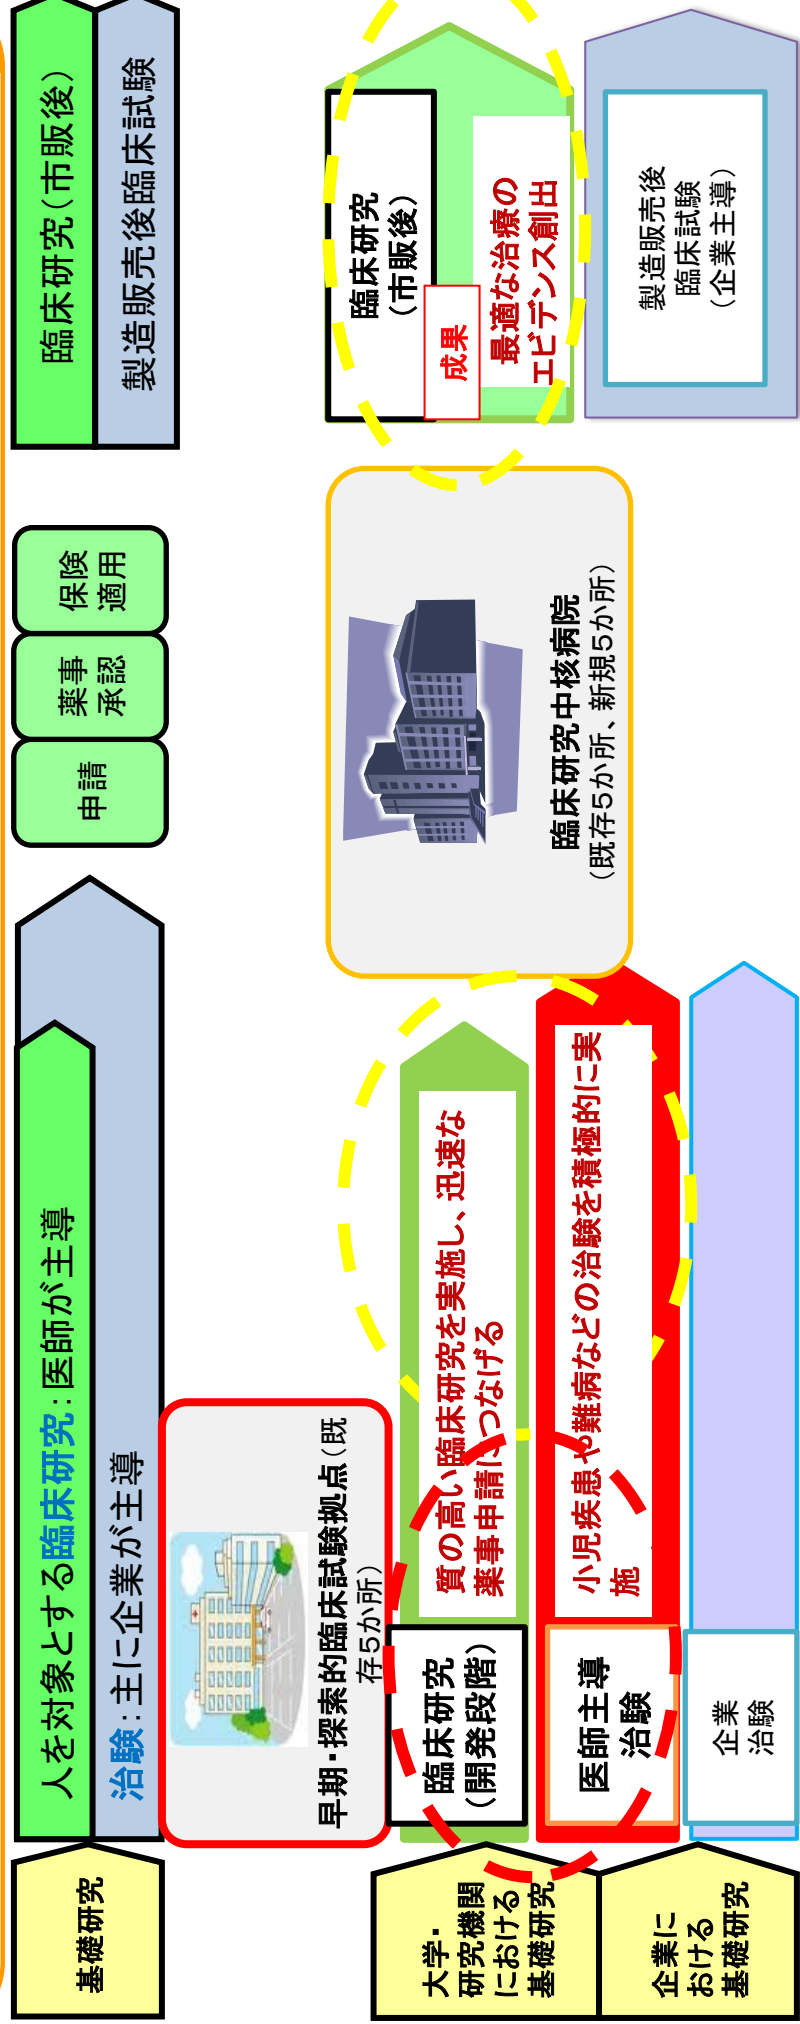 基礎研究
人を対象とする臨床研究：医師が主導
治験：主に企業が主導
申請
薬事
承認
保険
適用
臨床研究（市販後）
製造販売後臨床試験
早期・探索的臨床試験拠点（既
存５か所）
大学・
研究機関
における
基礎研究
企業に
おける
基礎研究
臨床研究
（開発段階）
質の高い臨床研究を実施し、迅速な
薬事申請につなげる
医師主導
治験
小児疾患や難病などの治験を積極的に実
施
企業
治験
臨床研究中核病院
（既存５か所、新規５か所）
臨床研究
（市販後）
成果
最適な治療の
エビデンス創出
製造販売後
臨床試験
（企業主導）